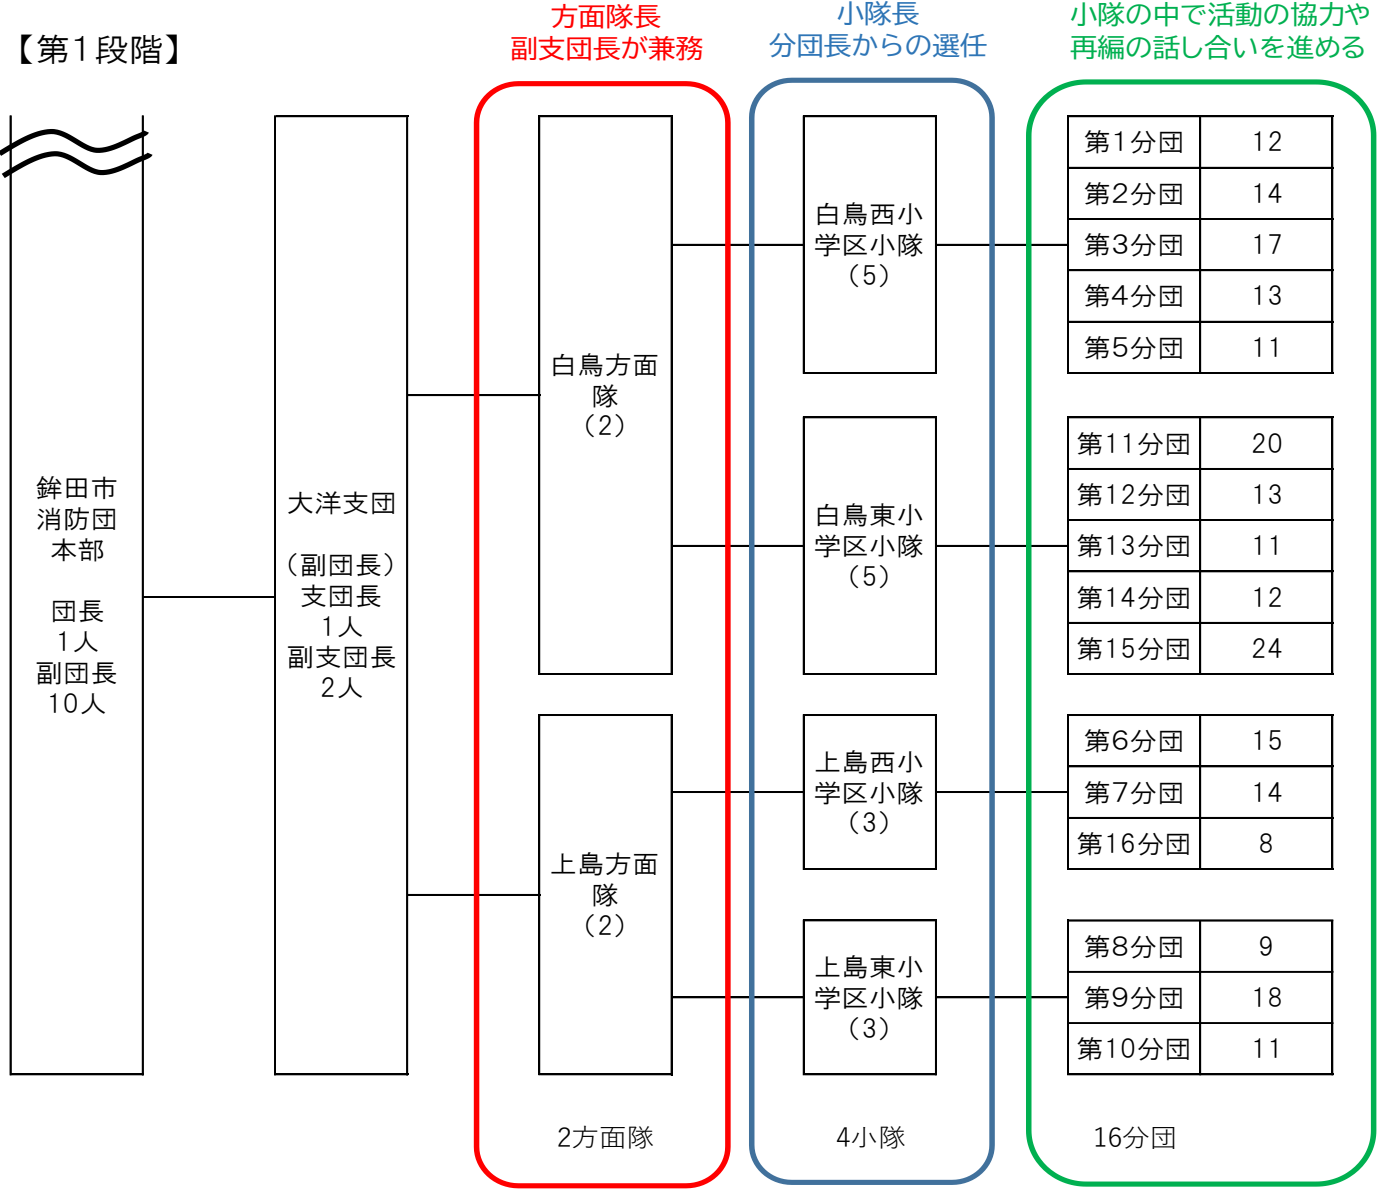 【第１段階】
方面隊長
副支団長が兼務
小隊長
分団長からの選任
小隊の中で活動の協力や
再編の話し合いを進める
鉾田市
消防団
本部
団長
1人
副団長
10人
大洋支団
（副団長）
支団長
1人
副支団長
2人
白鳥方面
隊
（2）
上島方面
隊
（2）
白鳥西小
学区小隊
（5）
白鳥東小
学区小隊
（5）
上島西小
学区小隊
（3）
上島東小
学区小隊
（3）
第1分団 12
第2分団 14
第3分団 17
第4分団 13
第5分団 11
第11分団 20
第12分団 13
第13分団 11
第14分団 12
第15分団 24
第6分団 15
第7分団 14
第16分団 8
第8分団 9
第9分団 18
第10分団 11
2方面隊
4小隊
16分団